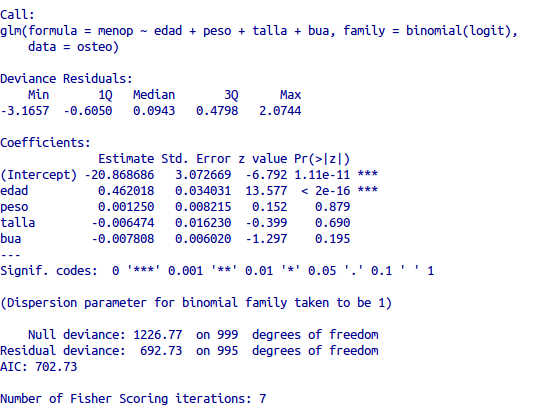 Call:
glm(formula = menop ~ edad + peso + talla + bua, family = binomial(logit),
    data = osteo)

Deviance Residuals:
    Min       1Q   Median       3Q      Max
-3.1657  -0.6050   0.0943   0.4798   2.0744

Coefficients:
              Estimate Std. Error z value Pr(>|z|)
(Intercept) -20.868686   3.072669  -6.792 1.11e-11 ***
edad          0.462018   0.034031  13.577  < 2e-16 ***
peso          0.001250   0.008215   0.152    0.879
talla        -0.006474   0.016230  -0.399    0.690
bua          -0.007808   0.006020  -1.297    0.195
---
Signif. codes:  0 '***' 0.001 '**' 0.01 '*' 0.05 '.' 0.1 ' ' 1

(Dispersion parameter for binomial family taken to be 1)

    Null deviance: 1226.77  on 999  degrees of freedom
Residual deviance:  692.73  on 995  degrees of freedom
AIC: 702.73

Number of Fisher Scoring iterations: 7